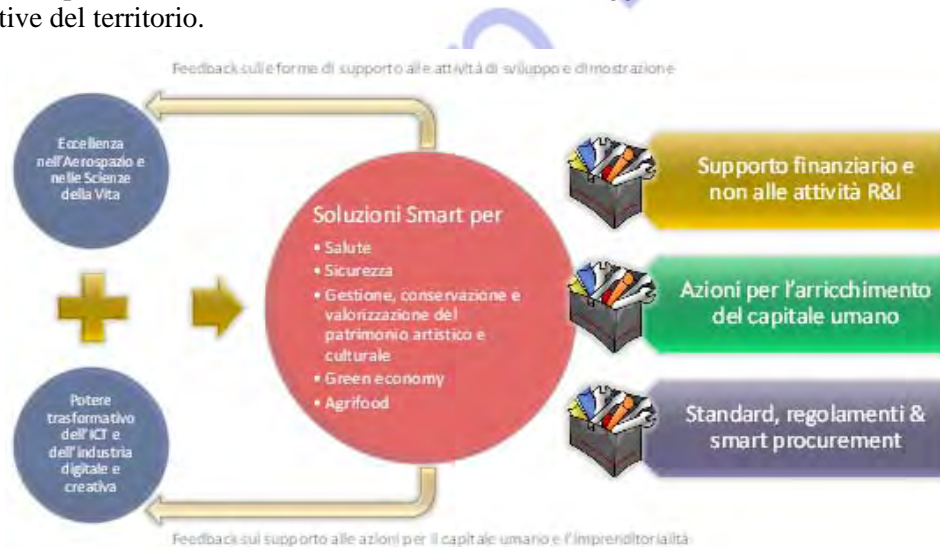 tive del territorio.
Feedback sulle forme di supporto alle attività di sviluppo e dimostrazione
Eccellenza
nell'Aerospazio e
nelle Scienze
della Vita
Potere
trasformativo
dell'ICT e
dell'industria
digitale e
creativa
Soluzioni Smart per
• Salute
• Sicurezza
• Gestione, conservazione e
valorizzazione del
patrimonio artistico e
culturale
• Green economy
• Agrifood
Supporto finanziario e
non alle attività R&I
Azioni per l'arricchimento
del capitale umano
Standard, regolamenti &
smart procurement
Feedback sul supporto alle azioni per il capitale umano e l'imprenditorialità